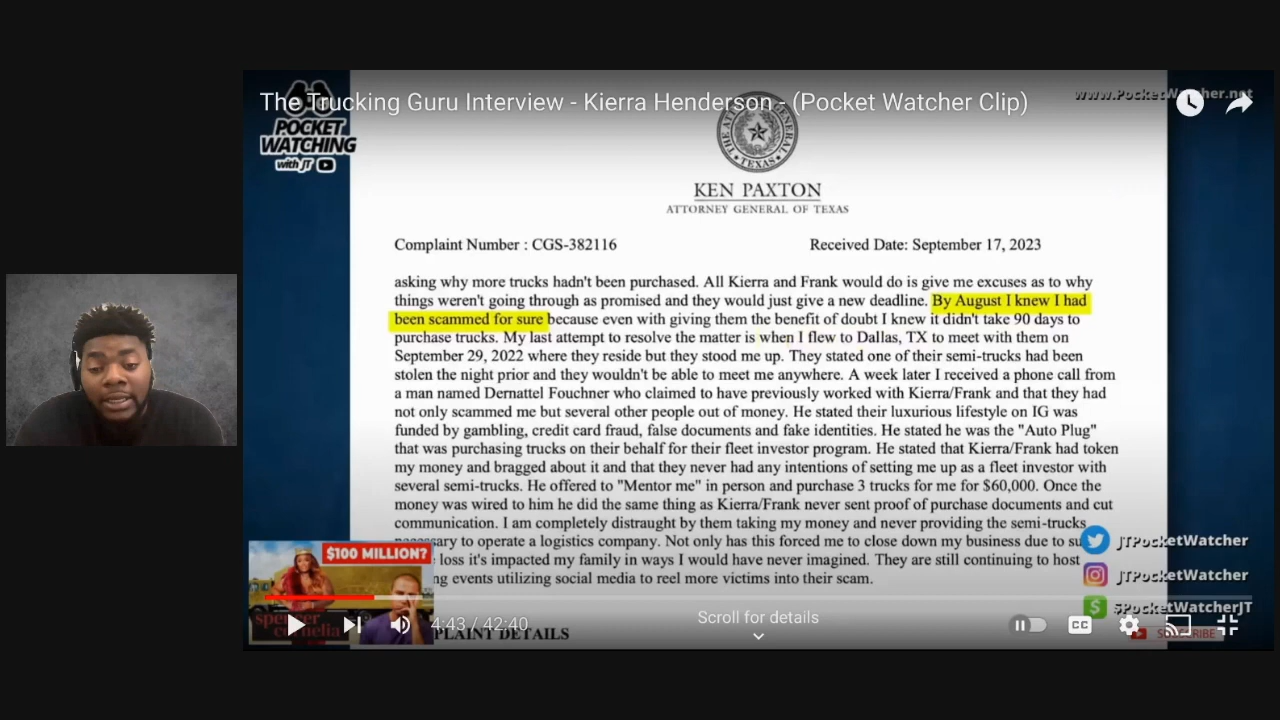 The Trucking Guru Interview - Kierra Henderson - (Pocket Watcher Clip)
www.PocketWatcher.net
POCKET
WATCHING
with JT
THE ATTORNEY GENERAL
TEXAS
KEN PAXTON
ATTORNEY GENERAL OF TEXAS
Complaint Number : CGS-382116
Received Date: September 17, 2023
asking why more trucks hadn't been purchased. All Kierra and Frank would do is give me excuses as to why
things weren't going through as promised and they would just give a new deadline. By August I knew I had
been scammed for sure because even with giving them the benefit of doubt I knew it didn't take 90 days to
purchase trucks. My last attempt to resolve the matter is when I flew to Dallas, TX to meet with them on
September 29, 2022 where they reside but they stood me up. They stated one of their semi-trucks had been
stolen the night prior and they wouldn't be able to meet me anywhere. A week later I received a phone call from
a man named Dernattel Fouchner who claimed to have previously worked with Kierra/Frank and that they had
not only scammed me but several other people out of money. He stated their luxurious lifestyle on IG was
funded by gambling, credit card fraud, false documents and fake identities. He stated he was the "Auto Plug"
that was purchasing trucks on their behalf for their fleet investor program. He stated that Kierra/Frank had token
my money and bragged about it and that they never had any intentions of setting me up as a fleet investor with
several semi-trucks. He offered to "Mentor me" in person and purchase 3 trucks for me for $60,000. Once the
money was wired to him he did the same thing as Kierra/Frank never sent proof of purchase documents and cut
communication. I am completely distraught by them taking my money and never providing the semi-trucks
to operate a logistics company. Not only has this forced me to close down my business due to
loss it's impacted my family in ways I would have never imagined. They are still continuing to host
events utilizing social media to reel more victims into their scam.
$100 MILLION?
spencer
cornelia
JTPocketWatcher
JTPocketWatcher
$PocketWatcherJT
SUBSCRIBE
4:43 / 42:40
Scroll for details
CC
PLAINT DETAILS